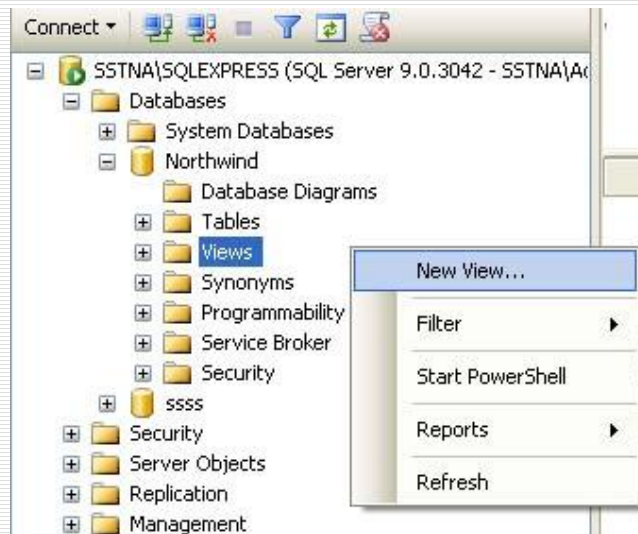 Connect
SSTNA\SQLEXPRESS (SQL Server 9.0.3042 - SSTNA\Ac
Databases
System Databases
Northwind
Database Diagrams
Tables
Views
Synonyms
Programmability
Service Broker
Security
ssss
Security
Server Objects
Replication
Management
New View...
Filter
Start PowerShell
Reports
Refresh